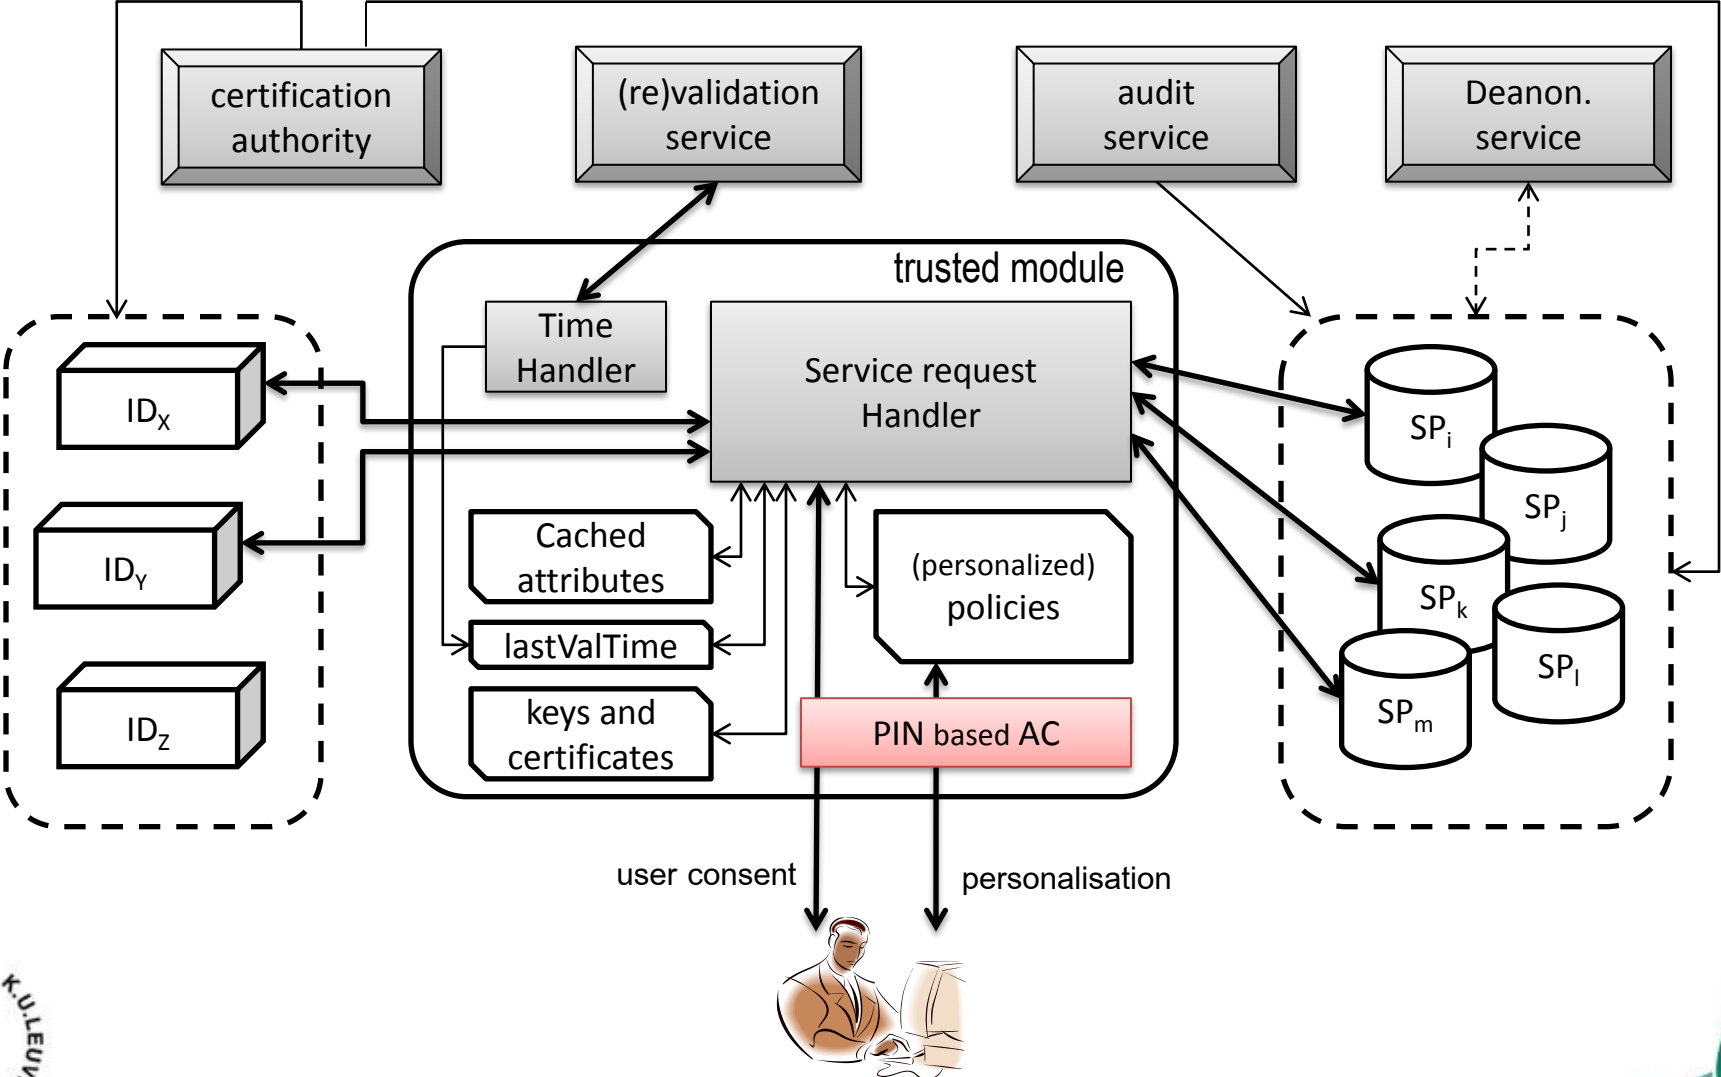 certification
authority
(re)validation
service
audit
service
Deanon.
service
trusted module
Time
Handler
Service request
Handler
IDX
IDY
IDZ
Cached
attributes
lastValTime
keys and
certificates
(personalized)
policies
PIN based AC
SPi
SPj
SPk
SPl
SPm
user consent
personalisation